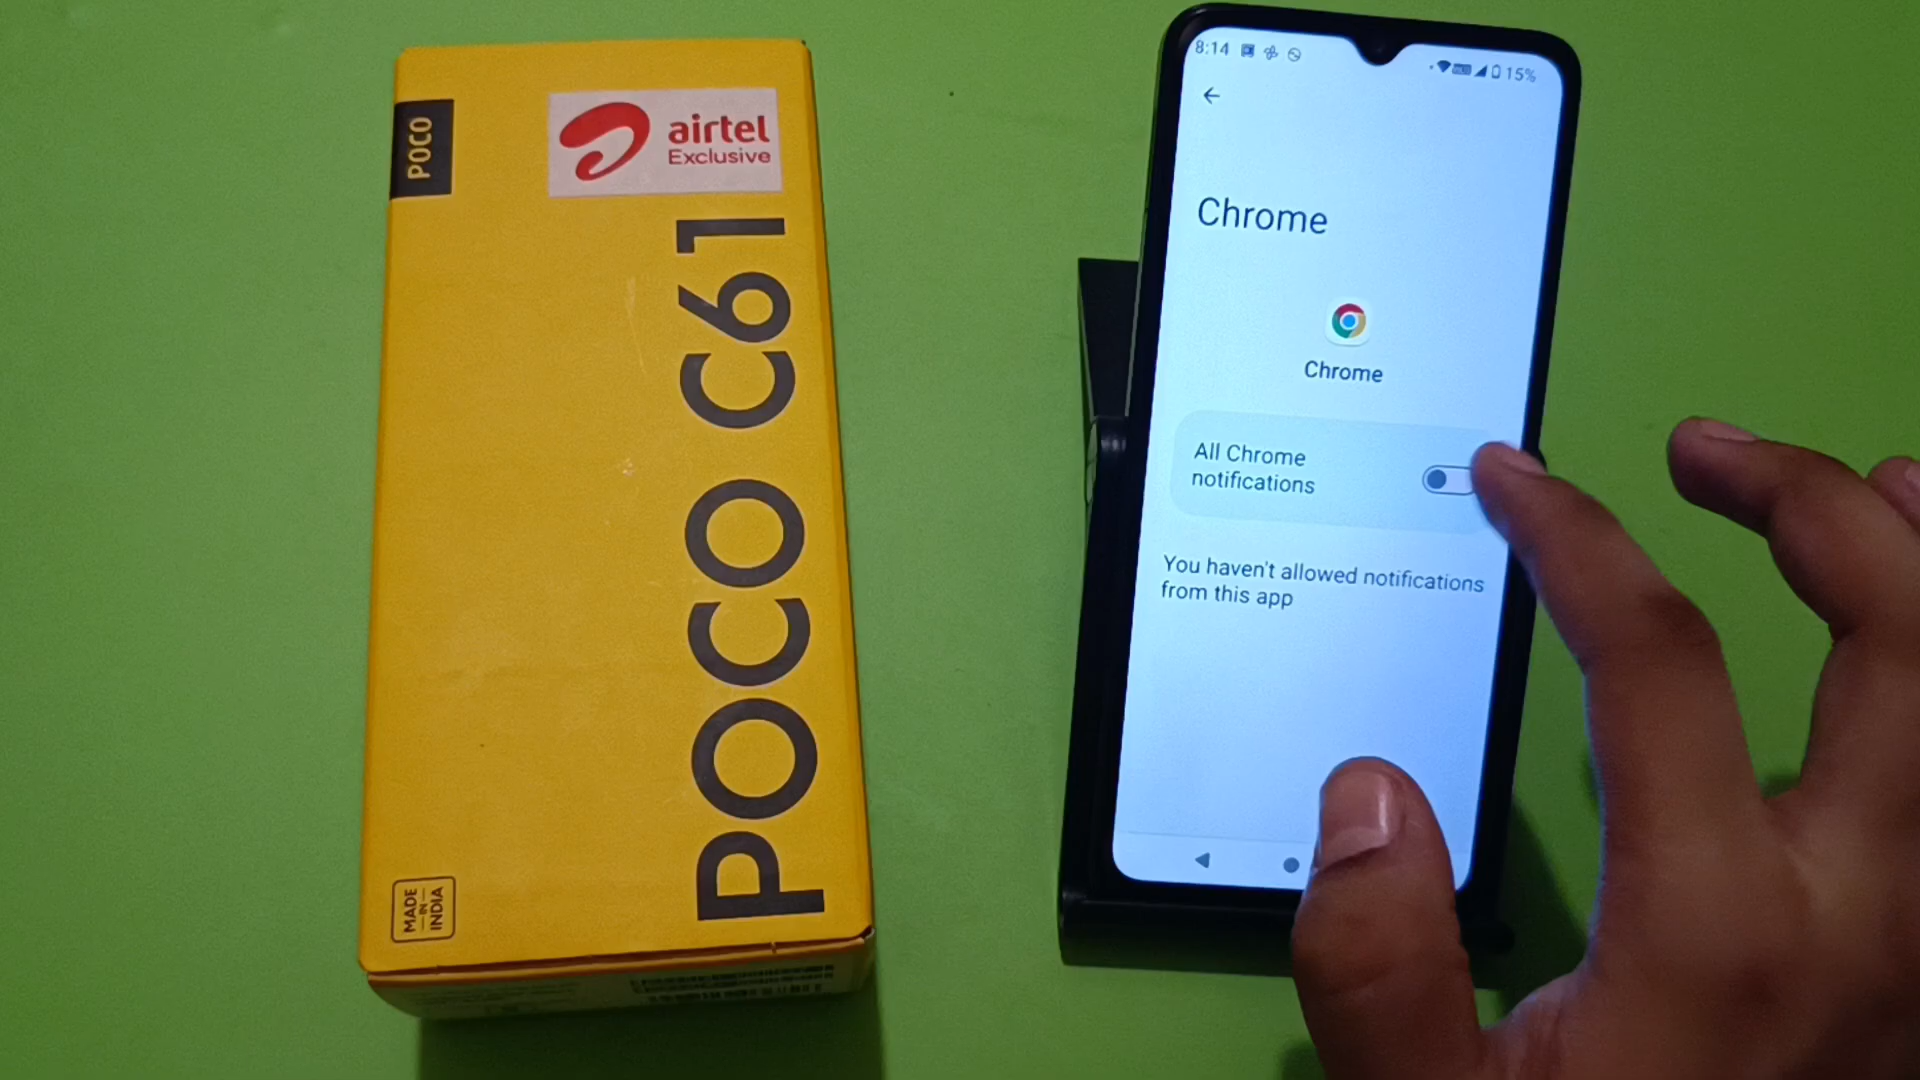 POCO
airtel
Exclusive
POCO C61
MADE
IN
INDIA
8:14
15%
Chrome
Chrome
All Chrome
notifications
You haven't allowed notifications
from this app